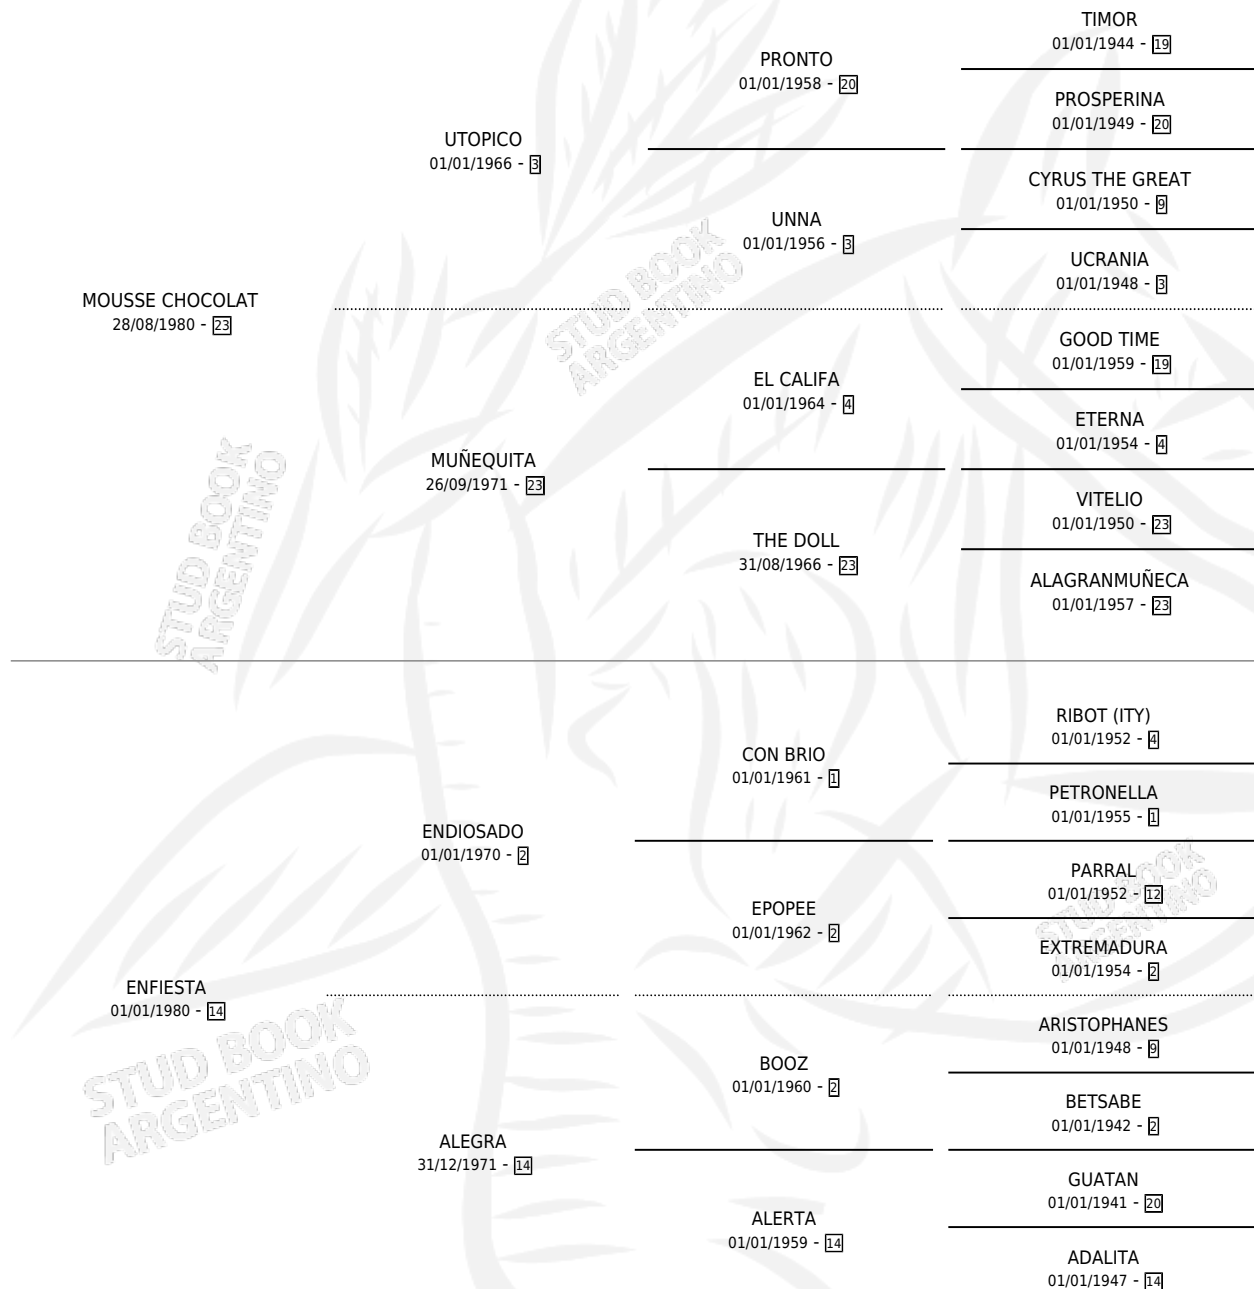 TIMOR
01/01/1944 - 19
PRONTO
01/01/1958 - 20
PROSPERINA
01/01/1949 - 20
UTOPICO
01/01/1966 - 3
CYRUS THE GREAT
01/01/1950 - 9
UNNA
01/01/1956 - 3
UCRANIA
01/01/1948 - 3
MOUSSE CHOCOLAT
28/08/1980 - 23
GOOD TIME
01/01/1959 - 19
EL CALIFA
01/01/1964 - 4
ETERNA
01/01/1954 - 4
MUÑEQUITA
26/09/1971 - 23
VITELIO
01/01/1950 - 23
THE DOLL
31/08/1966 - 23
ALAGRANMUÑECA
01/01/1957 - 23
STUD BOOK
ARGENTINO
STUD BOOK
ARGENTINO
RIBOT (ITY)
01/01/1952 - 4
CON BRIO
01/01/1961 - 1
PETRONELLA
01/01/1955 - 1
ENDIOSADO
01/01/1970 - 2
PARRAL
01/01/1952 - 12
EPOPEE
01/01/1962 - 2
EXTREMADURA
01/01/1954 - 2
STUD BOOK
ARGENTINO
ENFIESTA
01/01/1980 - 14
ARISTOPHANES
01/01/1948 - 9
BOOZ
01/01/1960 - 2
BETSABE
01/01/1942 - 2
ALEGRA
31/12/1971 - 14
GUATAN
01/01/1941 - 20
ALERTA
01/01/1959 - 14
ADALITA
01/01/1947 - 14
STUD BOOK
ARGENTINO